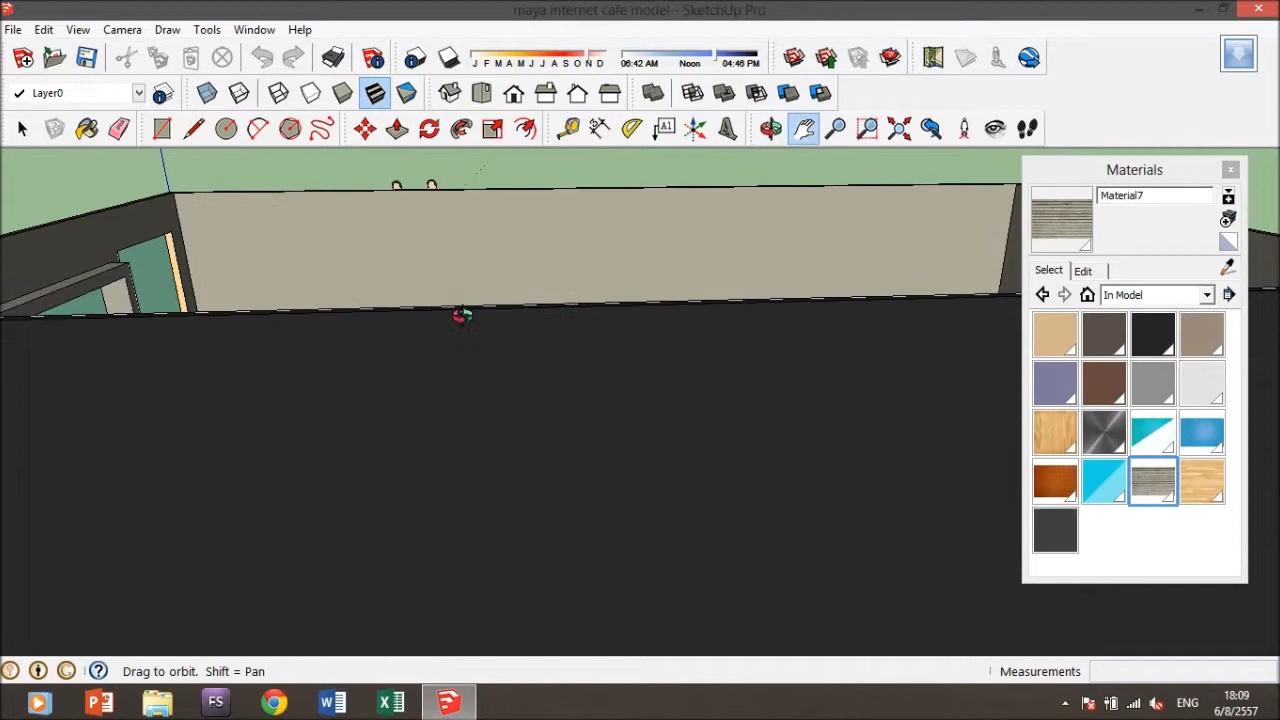 maya internet cafe model - SketchUp Pro
File Edit View Camera Draw Tools Window Help
J F M A M J J A S O N D
06:42 AM Noon 04:46 PM
Layer0
A1
Materials
Material7
Select Edit
In Model
Drag to orbit. Shift = Pan
Measurements
FS
ENG
18:09
6/8/2557